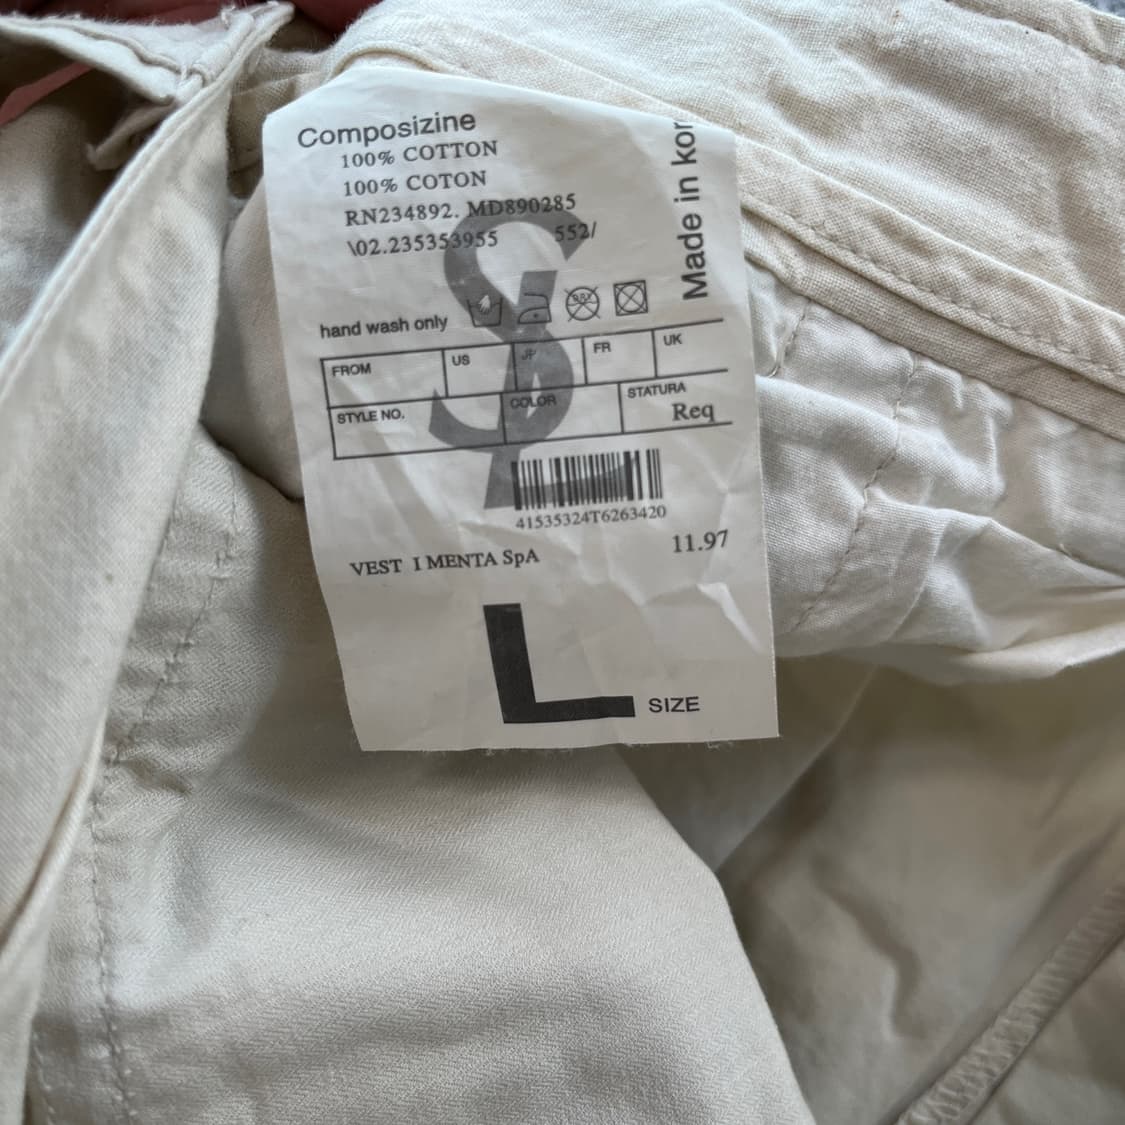 Composizine
100% COTTON
100% COTON
RN234892. MD890285
\02.235353955 552/
Made in kor
hand wash only
FROM US JP FR UK
STYLE NO. COLOR STATURA
Req
41535324T6263420
11.97
VEST I MENTA SpA
L SIZE